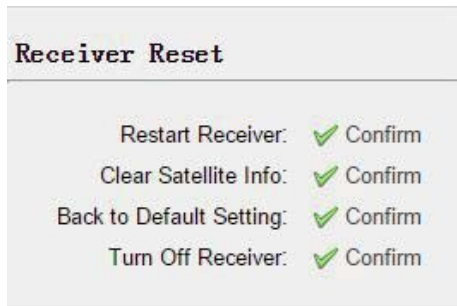 Receiver Reset
Restart Receiver: Confirm
Clear Satellite Info: Confirm
Back to Default Setting: Confirm
Turn Off Receiver: Confirm